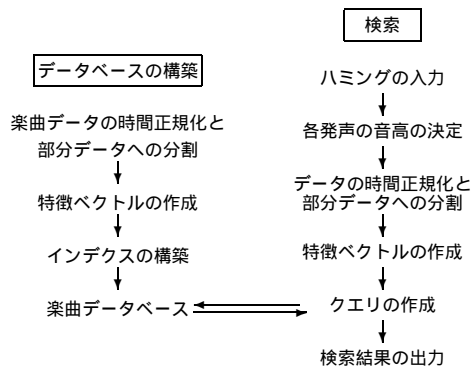 データベースの構築
楽曲データの時間正規化と
部分データへの分割
特徴ベクトルの作成
インデクスの構築
楽曲データベース
検索
ハミングの入力
各発声の音高の決定
データの時間正規化と
部分データへの分割
特徴ベクトルの作成
クエリの作成
検索結果の出力